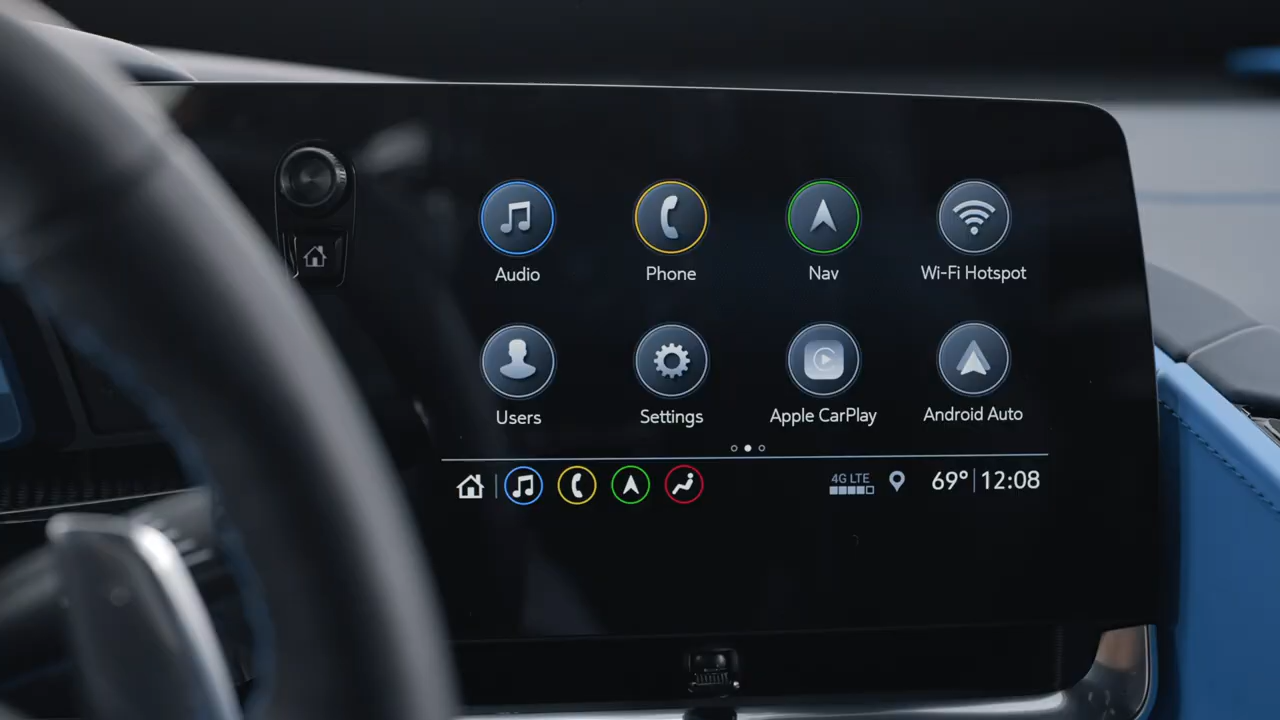 Audio Phone Nav Wi-Fi Hotspot
Users Settings Apple CarPlay Android Auto
4G LTE 69° 12:08